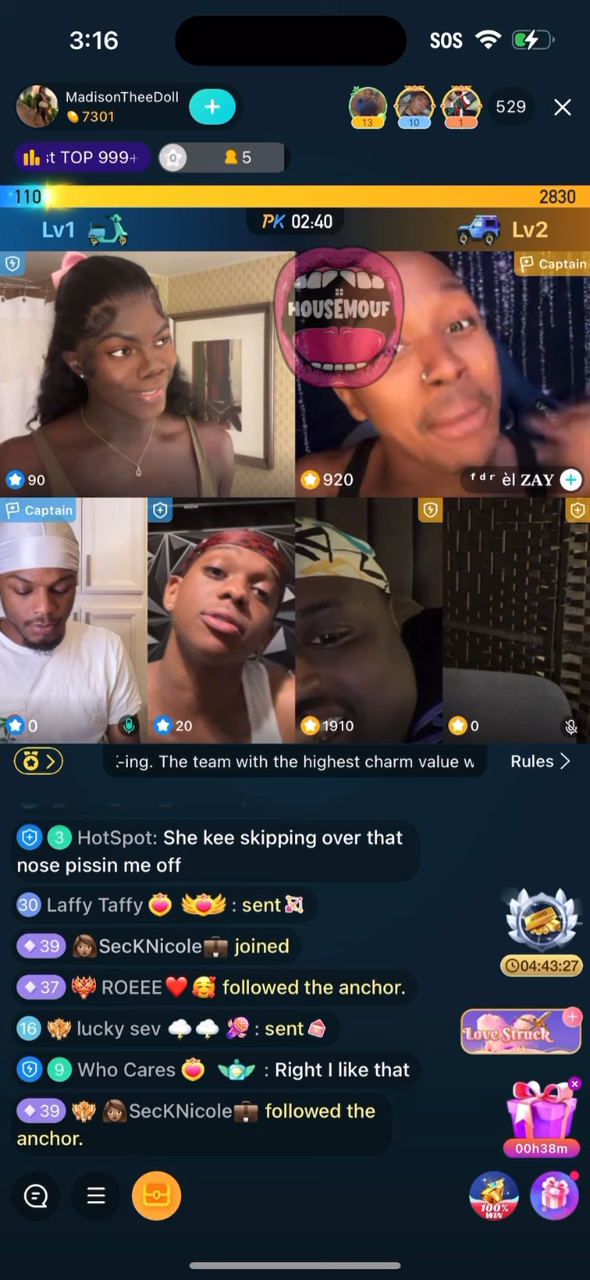 3:16
SOS
MadisonTheeDoll
7301
13
10
1
529
st TOP 999+
0
5
110
2830
Lv1
PK 02:40
Lv2
Captain
HOUSEMOUF
90
920
ᶠ ᵈ ʳ èl ZAY
Captain
0
20
1910
0
-ing. The team with the highest charm value w
Rules
3 HotSpot: She kee skipping over that
nose pissin me off
30 Laffy Taffy : sent
39 SecKNicole joined
37 ROEEE followed the anchor.
04:43:27
16 lucky sev : sent
Love Struck
9 Who Cares : Right I like that
39 SecKNicole followed the
anchor.
00h38m
100%
WIN